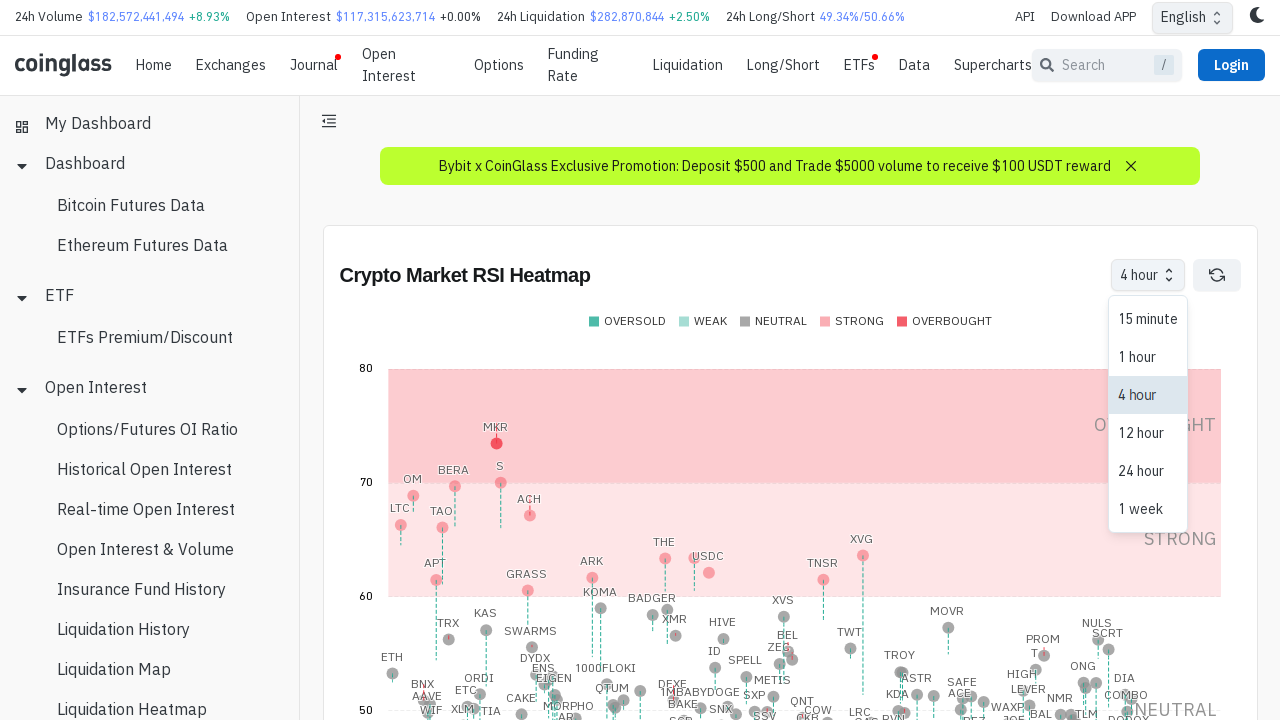 24h Volume $182,572,441,494 +8.93% Open Interest $117,315,623,714 +0.00% 24h Liquidation $282,870,844 +2.50% 24h Long/Short 49.34%/50.66% API Download APP English
coinglass Home Exchanges Journal Open Interest Options Funding Rate Liquidation Long/Short ETFs Data Supercharts Search / Login
My Dashboard
Dashboard
Bitcoin Futures Data
Ethereum Futures Data
ETF
ETFs Premium/Discount
Open Interest
Options/Futures OI Ratio
Historical Open Interest
Real-time Open Interest
Open Interest & Volume
Insurance Fund History
Liquidation History
Liquidation Map
Liquidation Heatmap
Bybit x CoinGlass Exclusive Promotion: Deposit $500 and Trade $5000 volume to receive $100 USDT reward
Crypto Market RSI Heatmap
4 hour
15 minute
1 hour
4 hour
12 hour
24 hour
1 week
OVERSOLD WEAK NEUTRAL STRONG OVERBOUGHT
80
MKR
S
BERA
OM
70
ACH
LTC TAO
STRONG
XVG
THE
USDC
APT ARK TNSR
GRASS
KOMA
60
BADGER XVS
MOVR
KAS
TRX XMR HIVE NULS
SWARMS TWT BEL SCRT
PROM
ETH DYDX ID ZEC TROY T
SPELL
ENS 1000FLOKI ONG
ORDI EIGEN METIS ASTR HIGH DIA
BNX QTUM DEXE SAFE LEVER
ETC 1MBABYDOGE SXP KDA ACE NMR COMBO
AAVE CAKE QNT
WIF XLM TIA MORPHO BAKE SNX COW LRC WAXP BAL TLM NEUTRAL
50